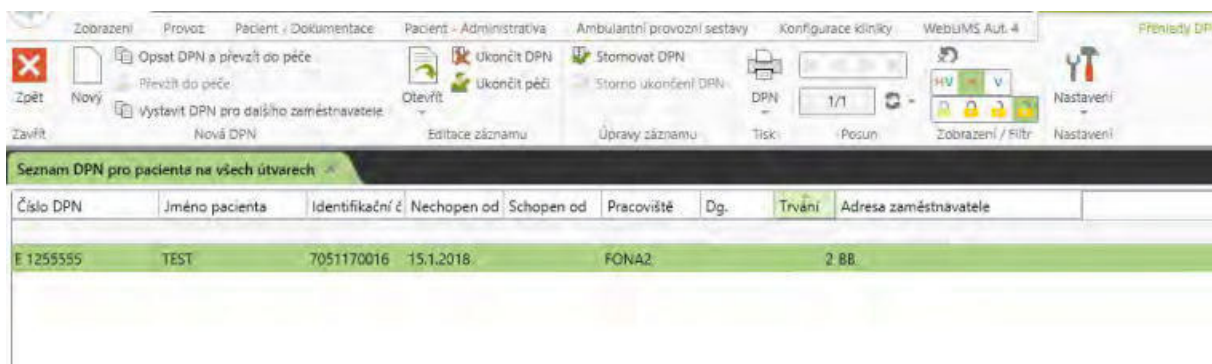 Zobrazení Provoz Pacient - Dokumentace Pacient - Administrativa Ambulantní provozní sestavy Konfigurace kliniky WebUMS Aut. 4 Přehledy DP
Zpět
Nový
Opsat DPN a převzít do péče
Převzít do péče
Vystavit DPN pro dalšího zaměstnavatele
Otevřít
Ukončit DPN
Ukončit péči
Stornovat DPN
Storno ukončení DPN
DPN
1/1
HV H V
Nastavení
Zavřít Nová DPN Editace záznamu Úpravy záznamu Tisk Posun Zobrazení / Filtr Nastavení
Seznam DPN pro pacienta na všech útvarech
Číslo DPN Jméno pacienta Identifikační č Nechopen od Schopen od Pracoviště Dg. Trvání Adresa zaměstnavatele
E 1255555 TEST 7051170016 15.1.2018 FONA2 2 BB